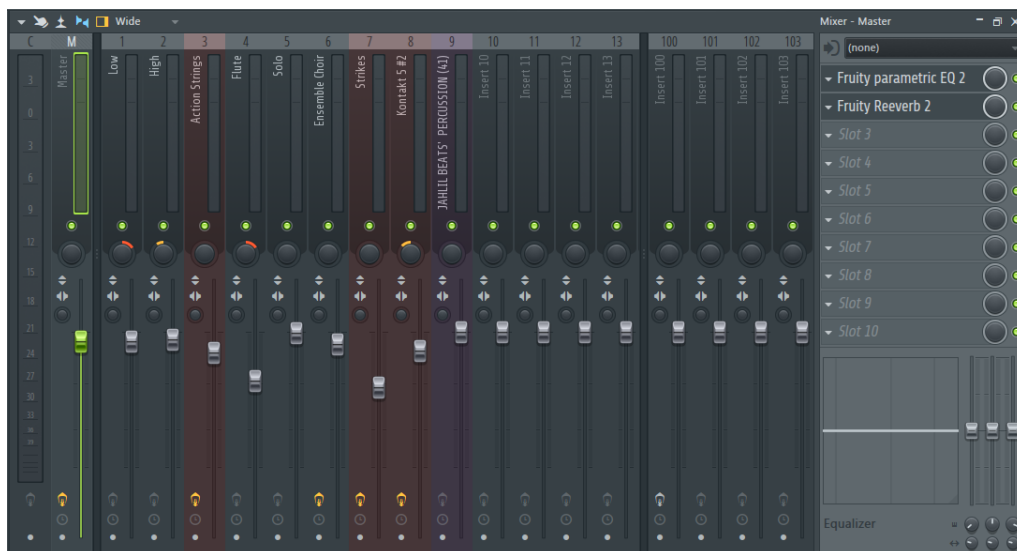 Wide
Mixer - Master
C
M
1
2
3
4
5
6
7
8
9
10
11
12
13
100
101
102
103
Master
Low
High
Action Strings
Flute
Solo
Ensemble Choir
Strikes
Kontakt 5 #2
JAHLIL BEATS' PERCUSSION (41)
Insert 10
Insert 11
Insert 12
Insert 13
Insert 100
Insert 101
Insert 102
Insert 103
3
0
3
6
9
12
15
18
21
24
27
30
33
(none)
Fruity parametric EQ 2
Fruity Reeverb 2
Slot 3
Slot 4
Slot 5
Slot 6
Slot 7
Slot 8
Slot 9
Slot 10
Equalizer